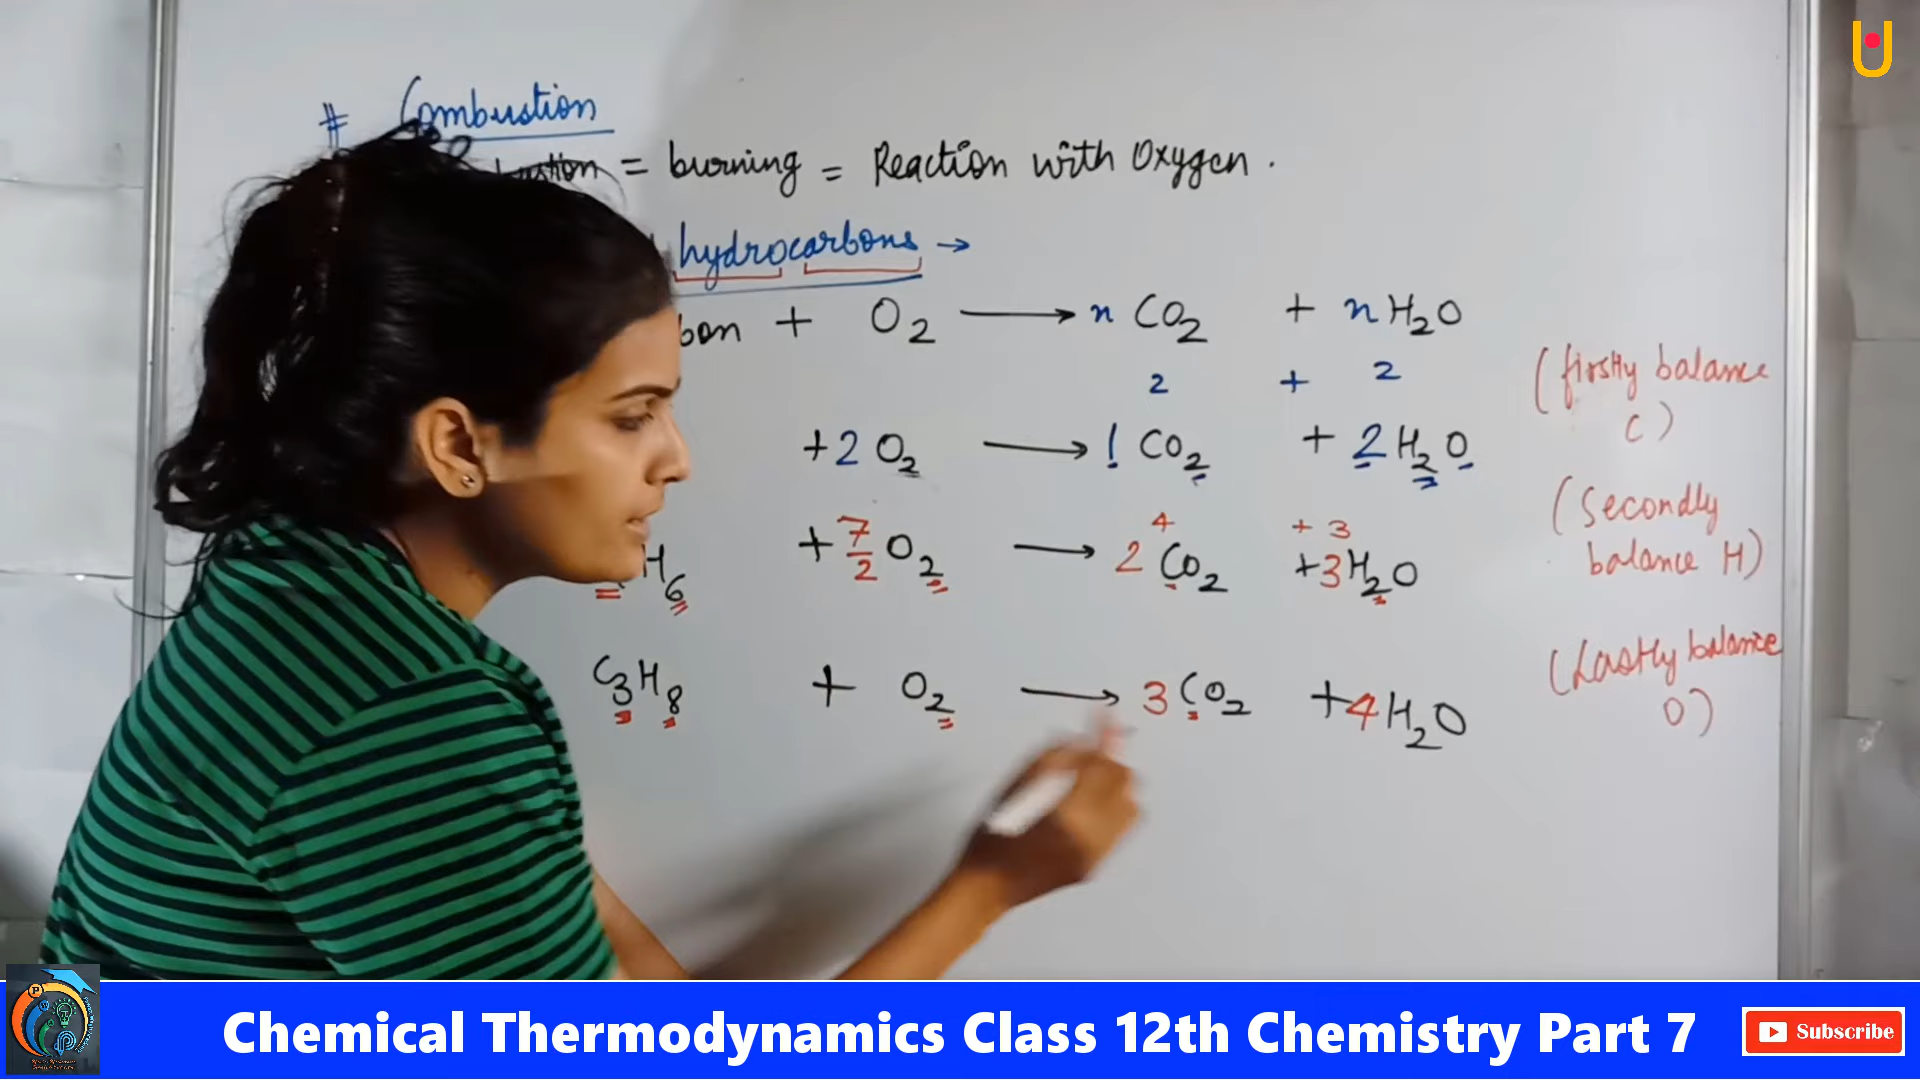 # Combustion
= burning = Reaction with Oxygen.
hydrocarbons →
+ O2 → n CO2 + n H2O
2 + 2
(firstly balance C)
+ 2 O2 → 1 CO2 + 2 H2O
4 + 3
(Secondly balance H)
H6 + 7/2 O2 → 2 CO2 + 3 H2O
(Lastly balance O)
C3H8 + O2 → 3 CO2 + 4 H2O
Chemical Thermodynamics Class 12th Chemistry Part 7
Subscribe